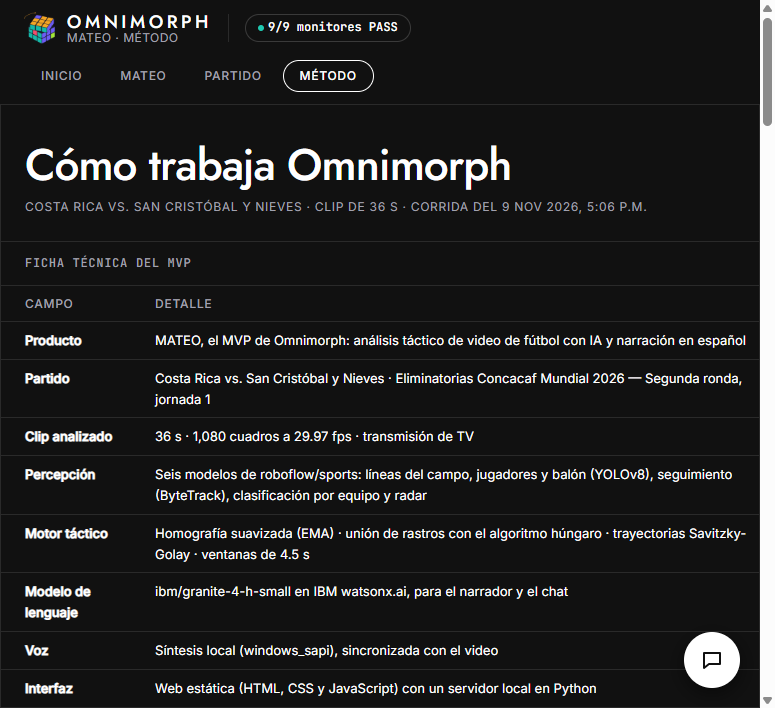 OMNIMORPH
MATEO · MÉTODO
9/9 monitores PASS
INICIO MATEO PARTIDO MÉTODO
Cómo trabaja Omnimorph
COSTA RICA VS. SAN CRISTÓBAL Y NIEVES · CLIP DE 36 S · CORRIDA DEL 9 NOV 2026, 5:06 P.M.
FICHA TÉCNICA DEL MVP
CAMPO DETALLE
Producto MATEO, el MVP de Omnimorph: análisis táctico de video de fútbol con IA y narración en español
Partido Costa Rica vs. San Cristóbal y Nieves · Eliminatorias Concacaf Mundial 2026 — Segunda ronda,
jornada 1
Clip analizado 36 s · 1,080 cuadros a 29.97 fps · transmisión de TV
Percepción Seis modelos de roboflow/sports: líneas del campo, jugadores y balón (YOLOv8), seguimiento
(ByteTrack), clasificación por equipo y radar
Motor táctico Homografía suavizada (EMA) · unión de rastros con el algoritmo húngaro · trayectorias Savitzky-
Golay · ventanas de 4.5 s
Modelo de ibm/granite-4-h-small en IBM watsonx.ai, para el narrador y el chat
lenguaje
Voz Síntesis local (windows_sapi), sincronizada con el video
Interfaz Web estática (HTML, CSS y JavaScript) con un servidor local en Python